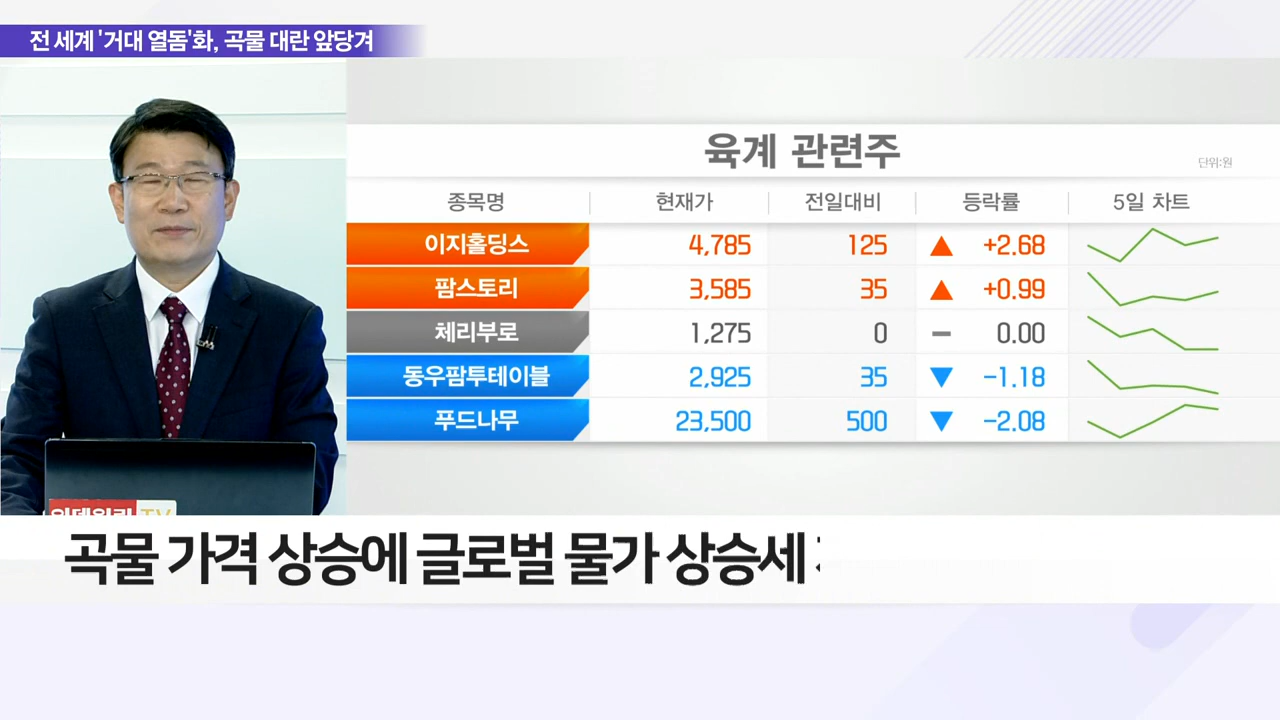 전 세계 '거대 열돔'화, 곡물 대란 앞당겨
육계 관련주
단위:원
종목명 현재가 전일대비 등락률 5일 차트
이지홀딩스 4,785 125 ▲ +2.68
팜스토리 3,585 35 ▲ +0.99
체리부로 1,275 0 － 0.00
동우팜투테이블 2,925 35 ▼ -1.18
푸드나무 23,500 500 ▼ -2.08
이데일리 TV
곡물 가격 상승에 글로벌 물가 상승세